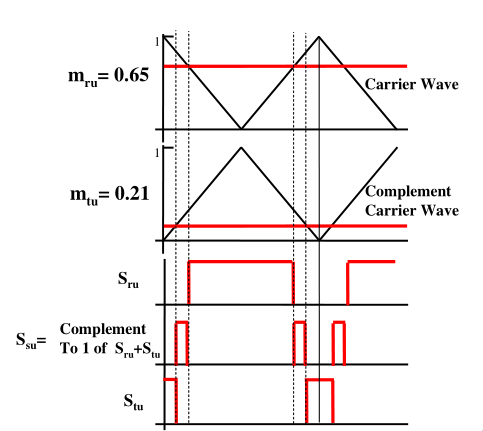 1
m_ru= 0.65
Carrier Wave
1
m_tu= 0.21
Complement
Carrier Wave
S_ru
S_su= Complement
To 1 of S_ru+S_tu
S_tu